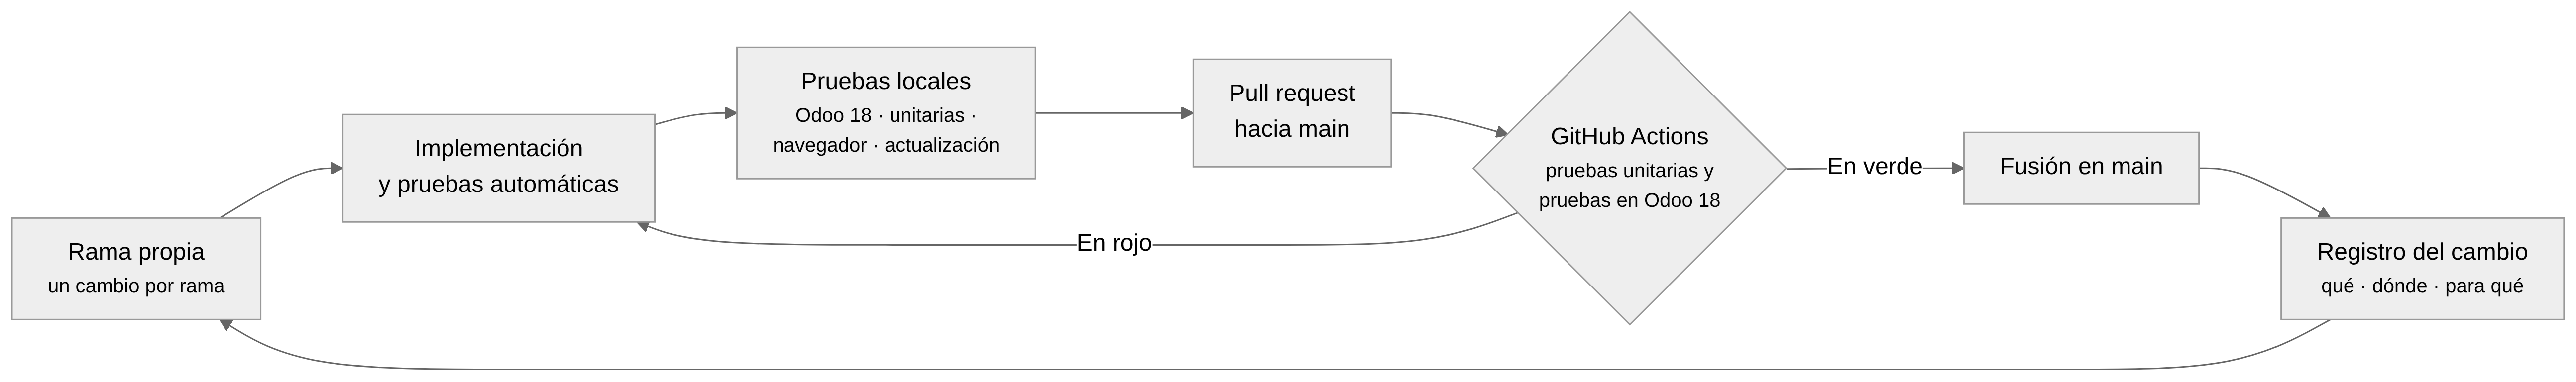 Rama propia
un cambio por rama
Implementación
y pruebas automáticas
Pruebas locales
Odoo 18 · unitarias ·
navegador · actualización
Pull request
hacia main
GitHub Actions
pruebas unitarias y
pruebas en Odoo 18
En verde
En rojo
Fusión en main
Registro del cambio
qué · dónde · para qué